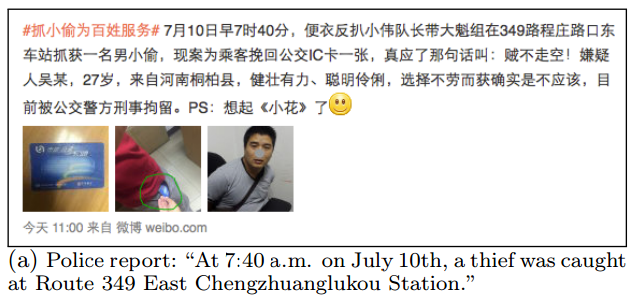 #抓小偷为百姓服务# 7月10日早7时40分，便衣反扒小伟队长带大魁组在349路程庄路口东
车站抓获一名男小偷，现案为乘客挽回公交IC卡一张，真应了那句话叫：贼不走空！嫌疑
人吴某，27岁，来自河南桐柏县，健壮有力、聪明伶俐，选择不劳而获确实是不应该，目
前被公交警方刑事拘留。PS：想起《小花》了
今天 11:00 来自 微博 weibo.com
(a) Police report: “At 7:40 a.m. on July 10th, a thief was caught
at Route 349 East Chengzhuanglukou Station.”